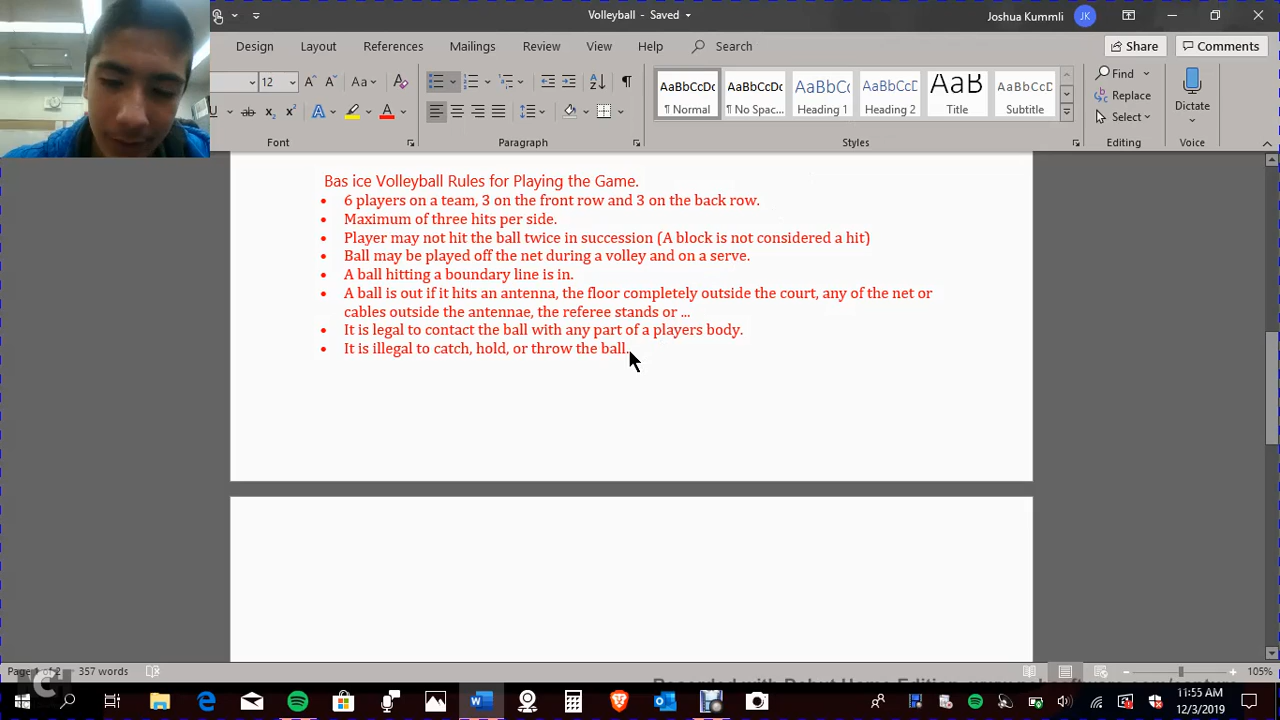 Volleyball - Saved
Joshua Kummli JK
Design Layout References Mailings Review View Help Search Share Comments
12 Aa AaBbCcDc AaBbCcDc AaBbCc AaBbCcD AaB AaBbCcD Find
Normal No Spac... Heading 1 Heading 2 Title Subtitle Replace Dictate
Select
Font Paragraph Styles Editing Voice
Bas ice Volleyball Rules for Playing the Game.
• 6 players on a team, 3 on the front row and 3 on the back row.
• Maximum of three hits per side.
• Player may not hit the ball twice in succession (A block is not considered a hit)
• Ball may be played off the net during a volley and on a serve.
• A ball hitting a boundary line is in.
• A ball is out if it hits an antenna, the floor completely outside the court, any of the net or
cables outside the antennae, the referee stands or ...
• It is legal to contact the ball with any part of a players body.
• It is illegal to catch, hold, or throw the ball.
Page 1 of 2 357 words 105%
11:55 AM
12/3/2019